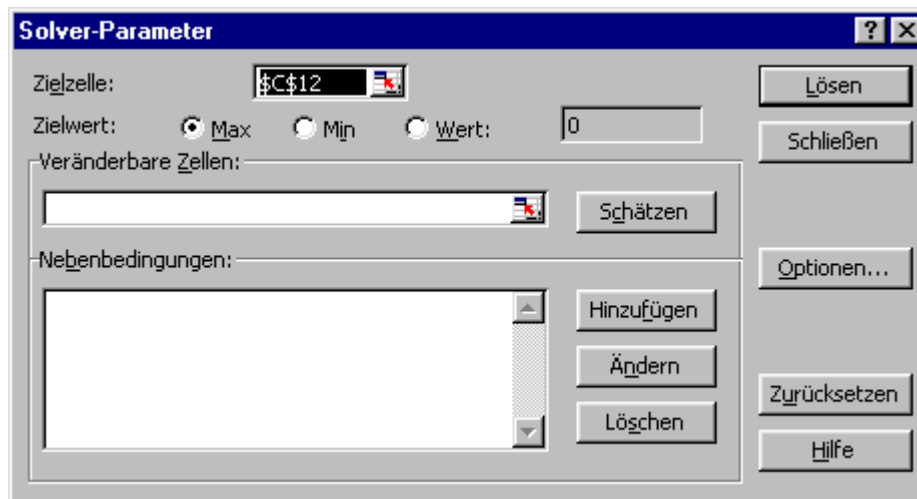 Solver-Parameter
Zielzelle: $C$12
Lösen
Zielwert: Max Min Wert: 0
Schließen
Veränderbare Zellen:
Schätzen
Nebenbedingungen:
Optionen...
Hinzufügen
Ändern
Zurücksetzen
Löschen
Hilfe